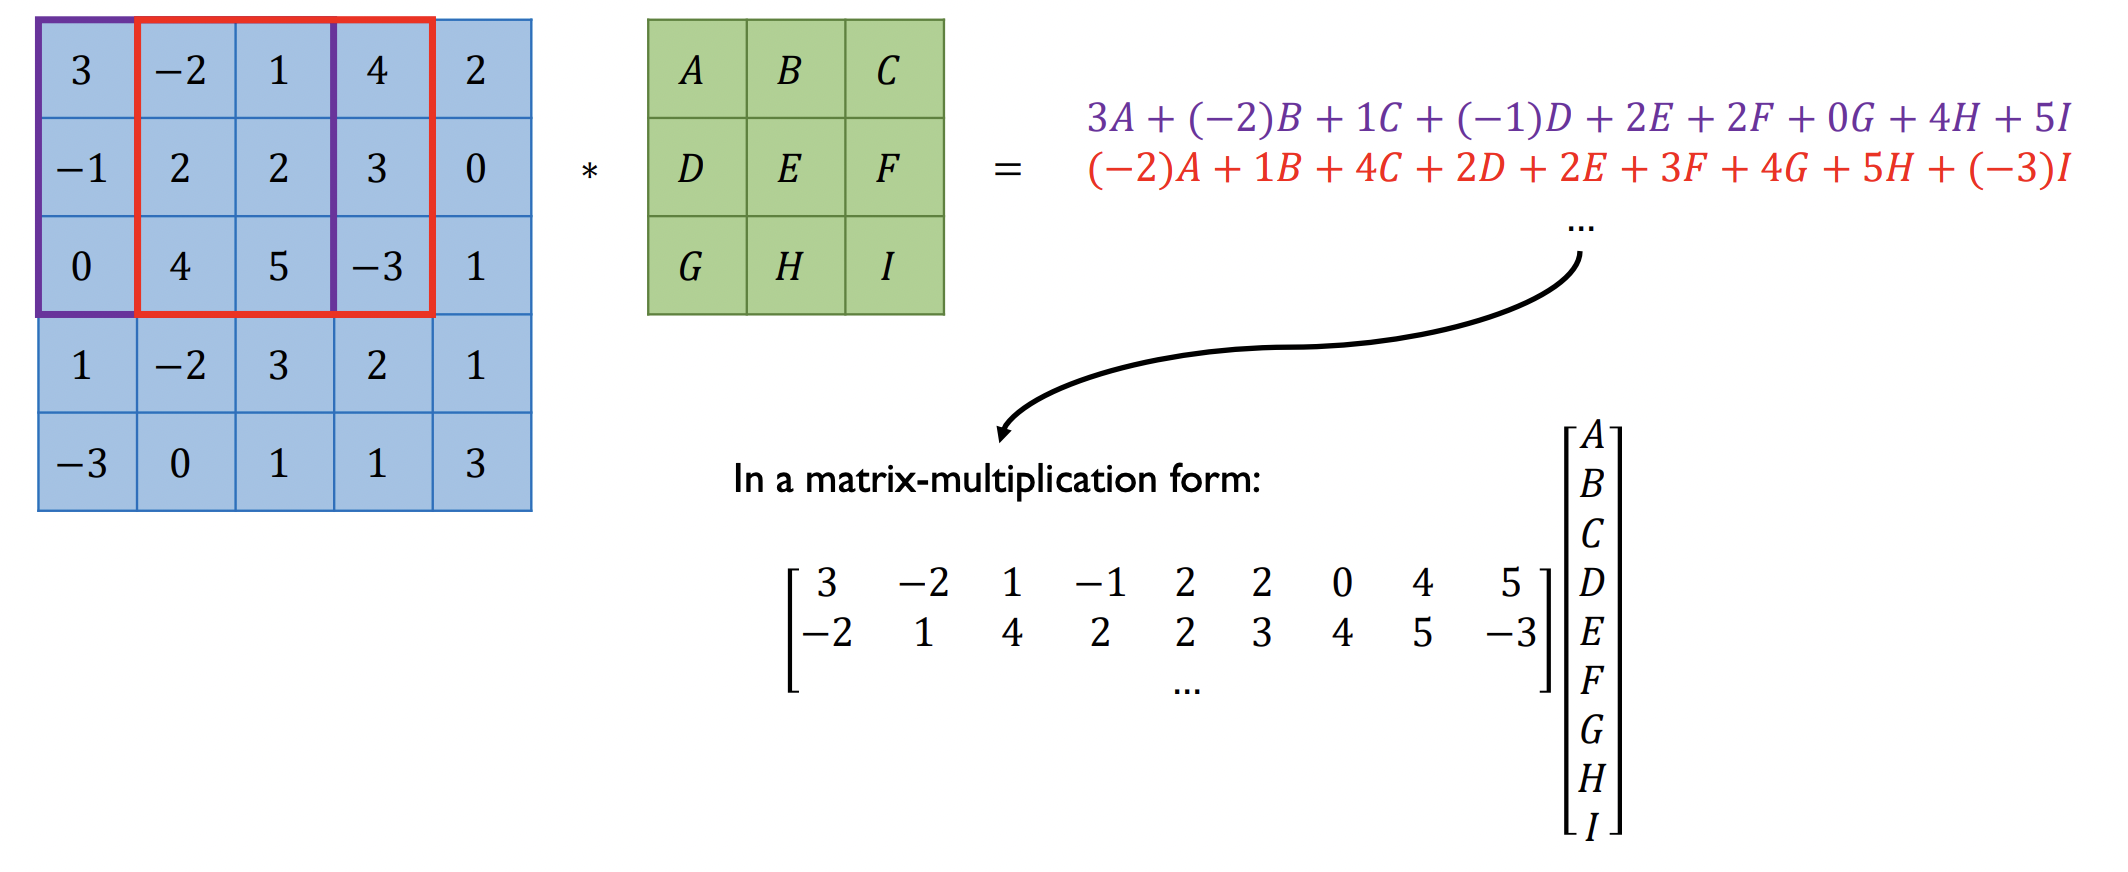 3 −2 1 4 2
−1 2 2 3 0
0 4 5 −3 1
1 −2 3 2 1
−3 0 1 1 3
*
A B C
D E F
G H I
=
3A + (−2)B + 1C + (−1)D + 2E + 2F + 0G + 4H + 5I
(−2)A + 1B + 4C + 2D + 2E + 3F + 4G + 5H + (−3)I
...
In a matrix-multiplication form:
3 −2 1 −1 2 2 0 4 5
−2 1 4 2 2 3 4 5 −3
...
A
B
C
D
E
F
G
H
I